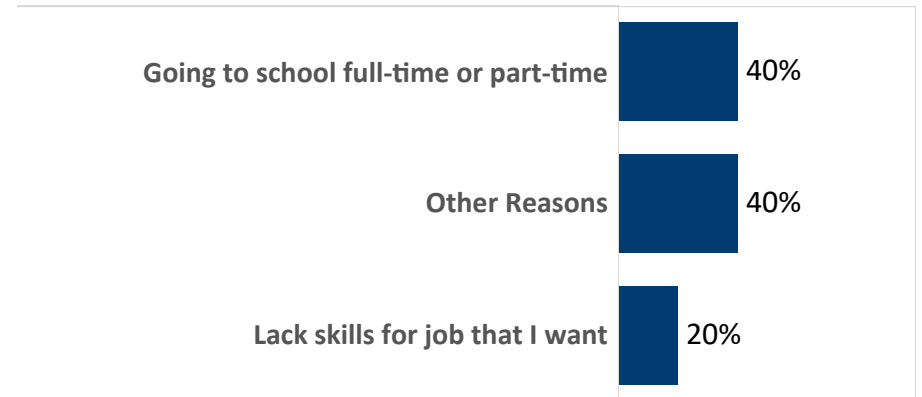 Going to school full-time or part-time 40%
Other Reasons 40%
Lack skills for job that I want 20%